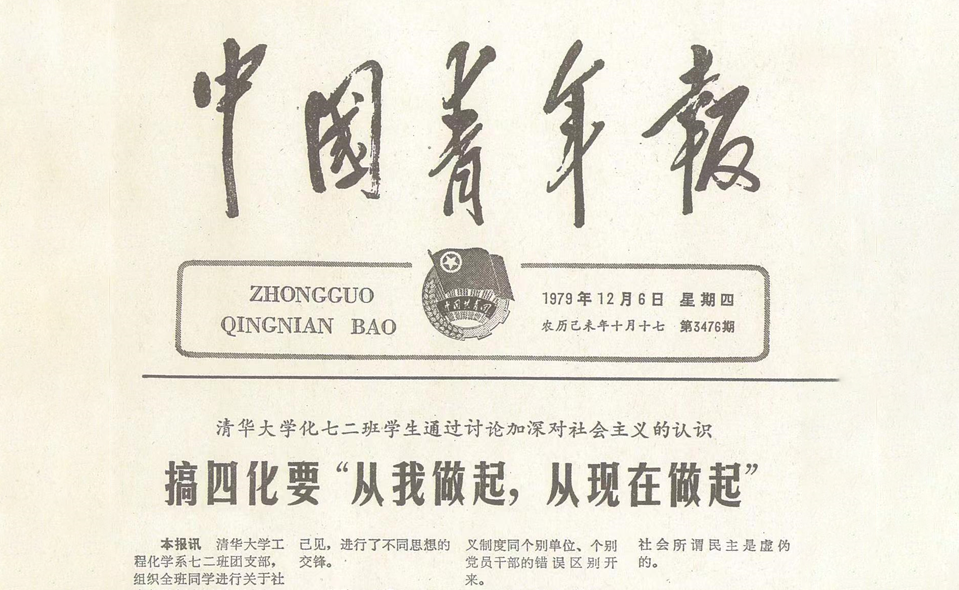 中国青年报
ZHONGGUO
QINGNIAN BAO
中国共青团
1979年12月6日 星期四
农历己未年十月十七 第3476期
清华大学化七二班学生通过讨论加深对社会主义的认识
搞四化要“从我做起，从现在做起”
本报讯 清华大学工
程化学系七二班团支部，
组织全班同学进行关于社
己见，进行了不同思想的
交锋。
义制度同个别单位、个别
党员干部的错误区别开
来。
社会所谓民主是虚伪
的。